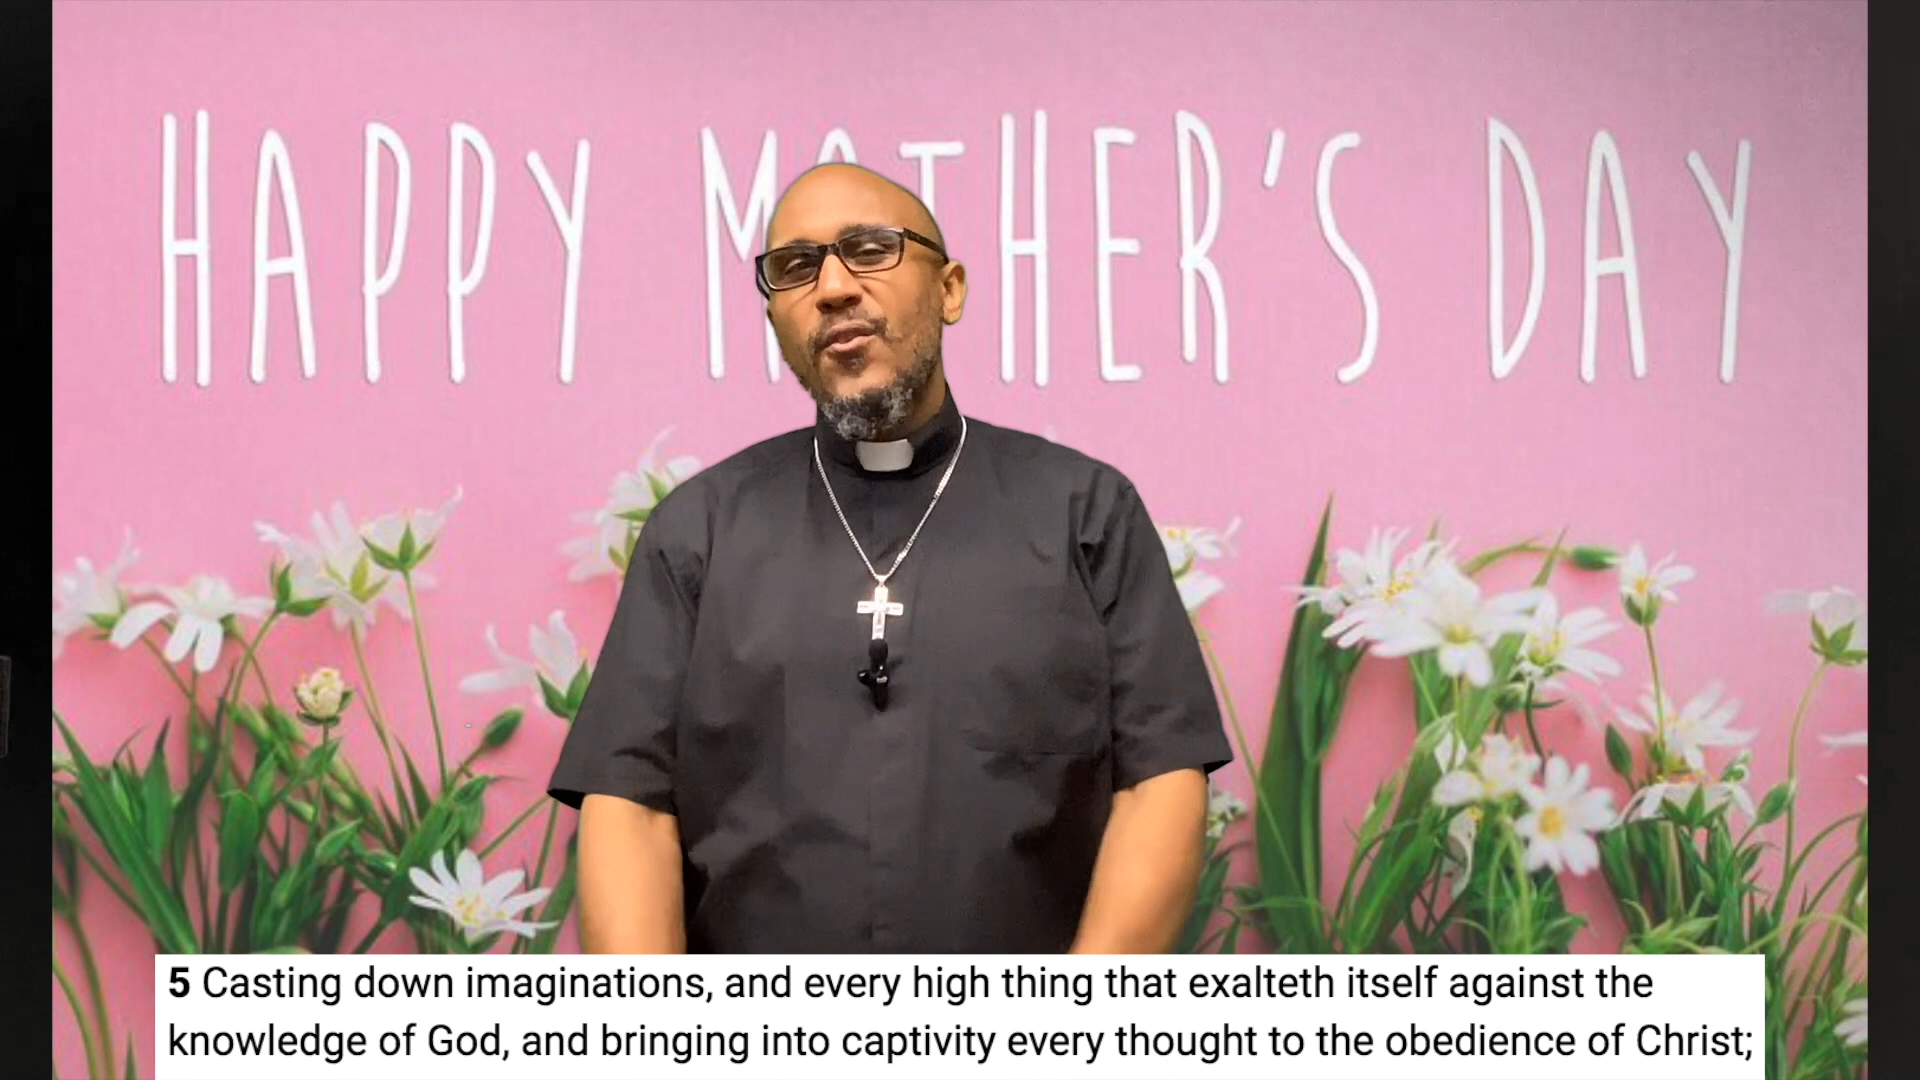 HAPPY MOTHER'S DAY
5 Casting down imaginations, and every high thing that exalteth itself against the
knowledge of God, and bringing into captivity every thought to the obedience of Christ;